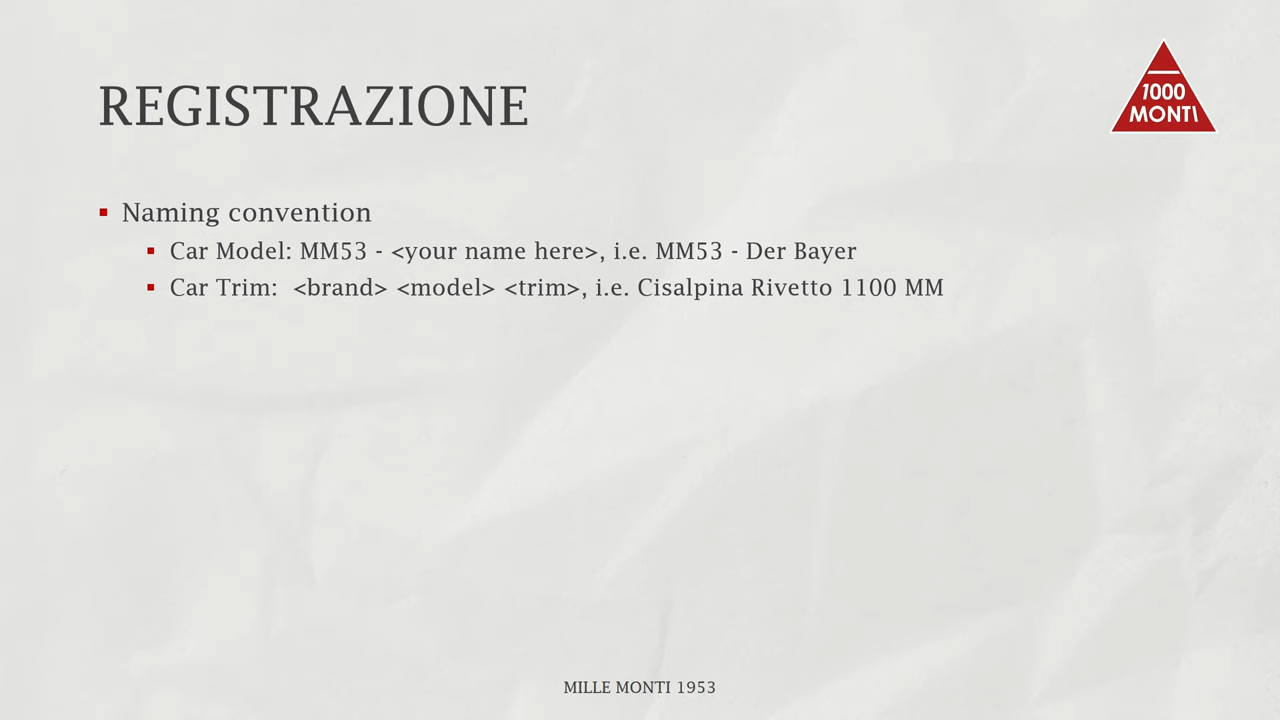 REGISTRAZIONE
1000
MONTI
Naming convention
Car Model: MM53 - <your name here>, i.e. MM53 - Der Bayer
Car Trim:  <brand> <model> <trim>, i.e. Cisalpina Rivetto 1100 MM
MILLE MONTI 1953